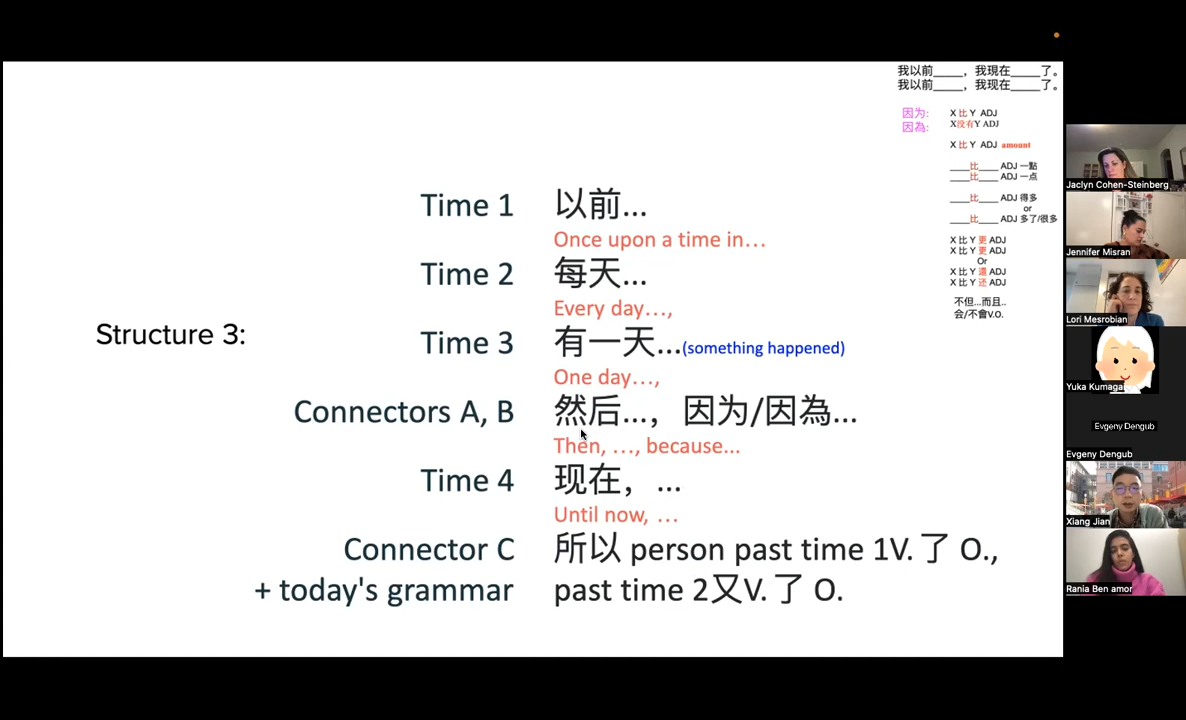 我以前_____，我現在_____了。
我以前_____，我现在_____了。
因为:
因為:
X 比 Y ADJ
X没有Y ADJ
X 比 Y ADJ amount
____比____ ADJ 一點
____比____ ADJ 一点
____比____ ADJ 得多
or
____比____ ADJ 多了/很多
X 比 Y 更 ADJ
X 比 Y 更 ADJ
Or
X 比 Y 還 ADJ
X 比 Y 还 ADJ
不但...而且..
会/不會V.O.
Structure 3:
Time 1 以前...
Once upon a time in…
Time 2 每天...
Every day…,
Time 3 有一天...(something happened)
One day…,
Connectors A, B 然后...，因为/因為...
Then, …, because...
Time 4 现在，...
Until now, …
Connector C 所以 person past time 1V. 了 O.,
+ today's grammar past time 2又V. 了 O.
Jaclyn Cohen-Steinberg
Jennifer Misran
Lori Mesrobian
Yuka Kumagai
Evgeny Dengub
Evgeny Dengub
Xiang Jian
Rania Ben amor